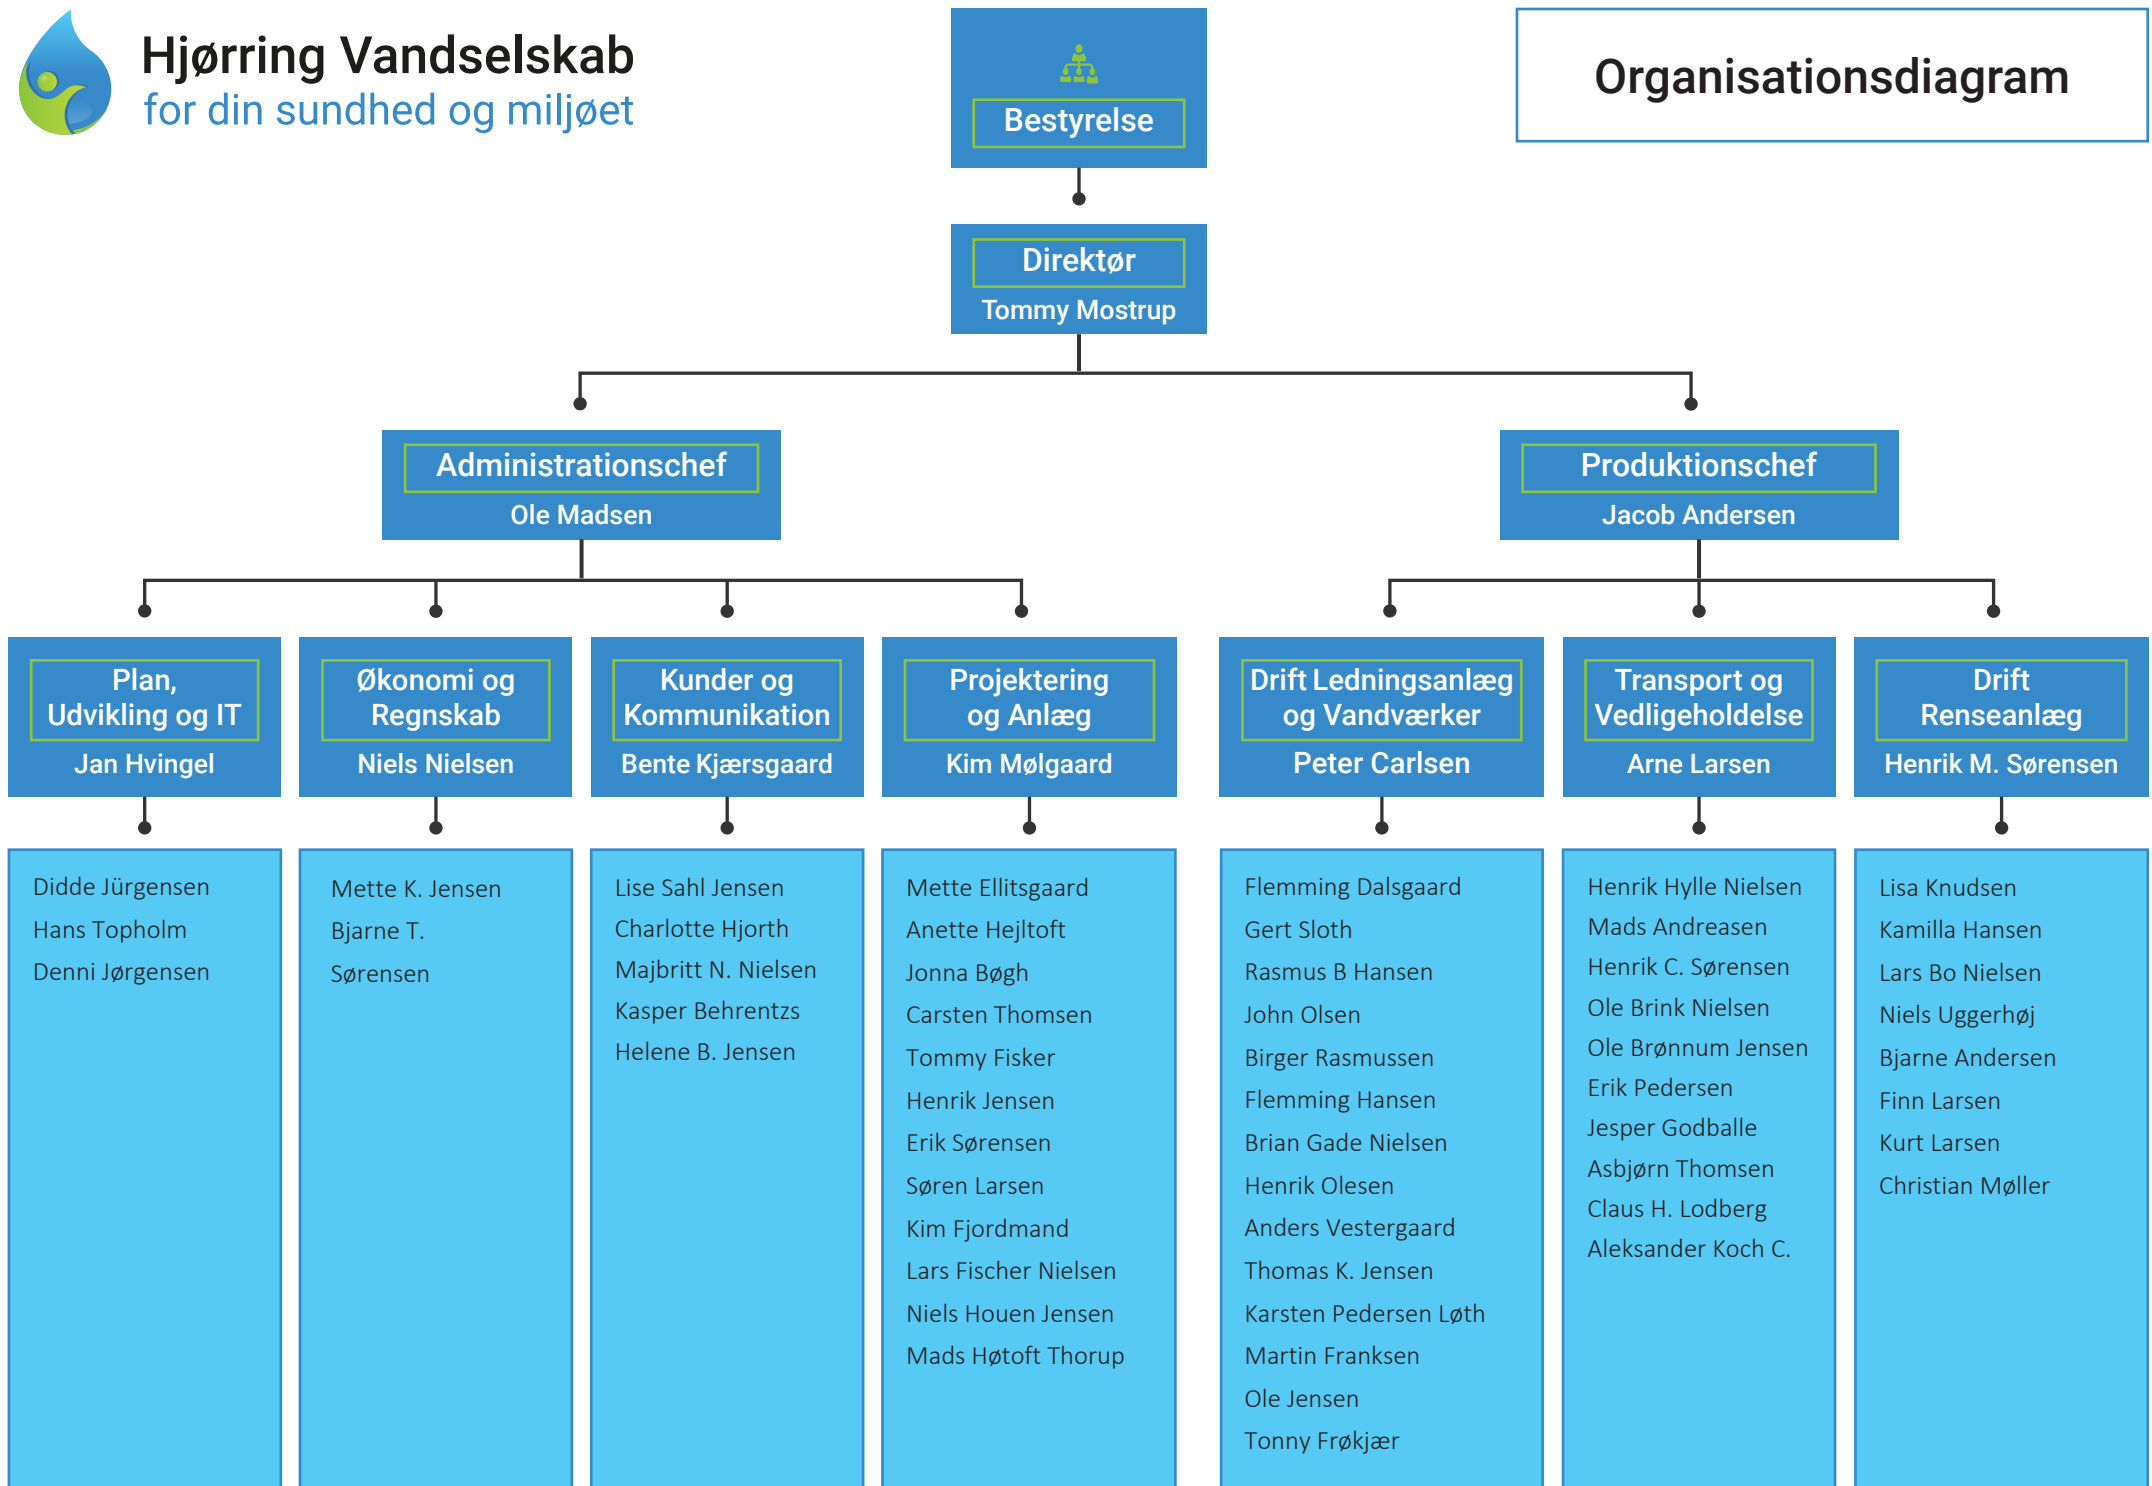 Hjørring Vandselskab
for din sundhed og miljøet
Bestyrelse
Organisationsdiagram
Direktør
Tommy Mostrup
Administrationschef
Ole Madsen
Produktionschef
Jacob Andersen
Plan,
Udvikling og IT
Jan Hvingel
Økonomi og
Regnskab
Niels Nielsen
Kunder og
Kommunikation
Bente Kjærsgaard
Projektering
og Anlæg
Kim Mølgaard
Drift Ledningsanlæg
og Vandværker
Peter Carlsen
Transport og
Vedligeholdelse
Arne Larsen
Drift
Renseanlæg
Henrik M. Sørensen
Didde Jürgensen
Hans Topholm
Denni Jørgensen
Mette K. Jensen
Bjarne T.
Sørensen
Lise Sahl Jensen
Charlotte Hjorth
Majbritt N. Nielsen
Kasper Behrentzs
Helene B. Jensen
Mette Ellitsgaard
Anette Hejltoft
Jonna Bøgh
Carsten Thomsen
Tommy Fisker
Henrik Jensen
Erik Sørensen
Søren Larsen
Kim Fjordmand
Lars Fischer Nielsen
Niels Houen Jensen
Mads Høtoft Thorup
Flemming Dalsgaard
Gert Sloth
Rasmus B Hansen
John Olsen
Birger Rasmussen
Flemming Hansen
Brian Gade Nielsen
Henrik Olesen
Anders Vestergaard
Thomas K. Jensen
Karsten Pedersen Løth
Martin Franksen
Ole Jensen
Tonny Frøkjær
Henrik Hylle Nielsen
Mads Andreasen
Henrik C. Sørensen
Ole Brink Nielsen
Ole Brønnum Jensen
Erik Pedersen
Jesper Godballe
Asbjørn Thomsen
Claus H. Lodberg
Aleksander Koch C.
Lisa Knudsen
Kamilla Hansen
Lars Bo Nielsen
Niels Uggerhøj
Bjarne Andersen
Finn Larsen
Kurt Larsen
Christian Møller